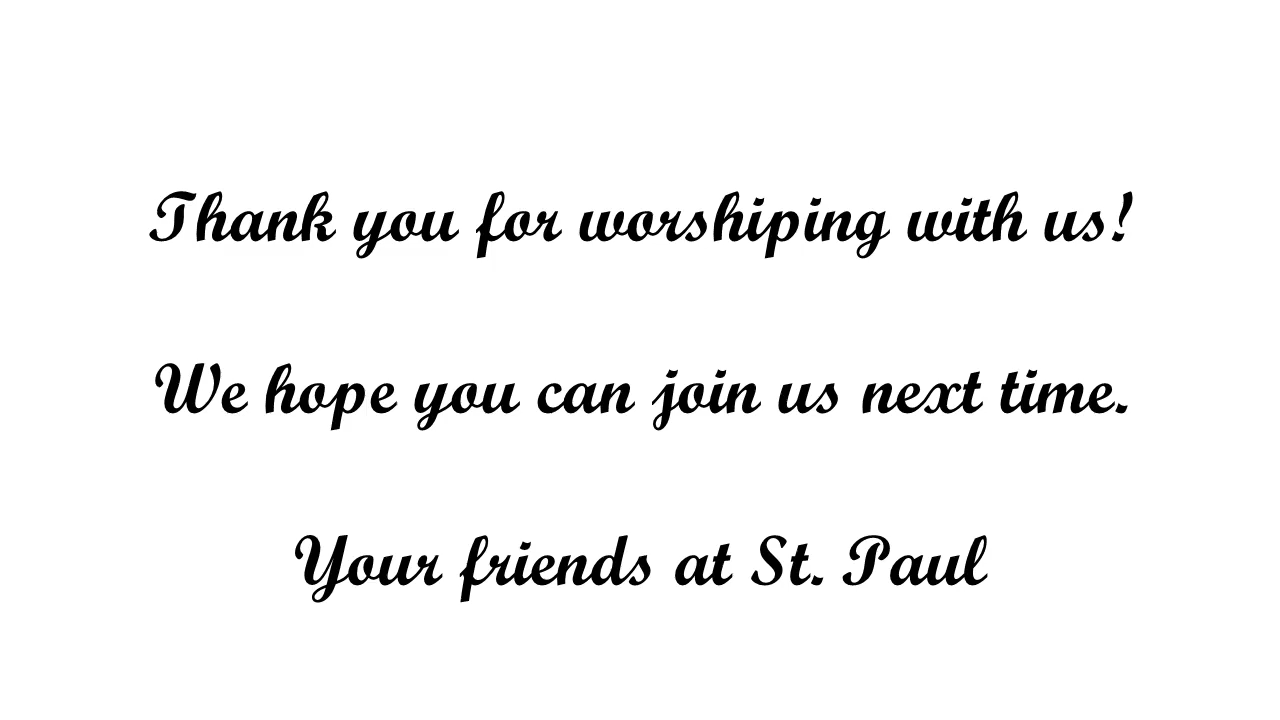 Thank you for worshiping with us!
We hope you can join us next time.
Your friends at St. Paul